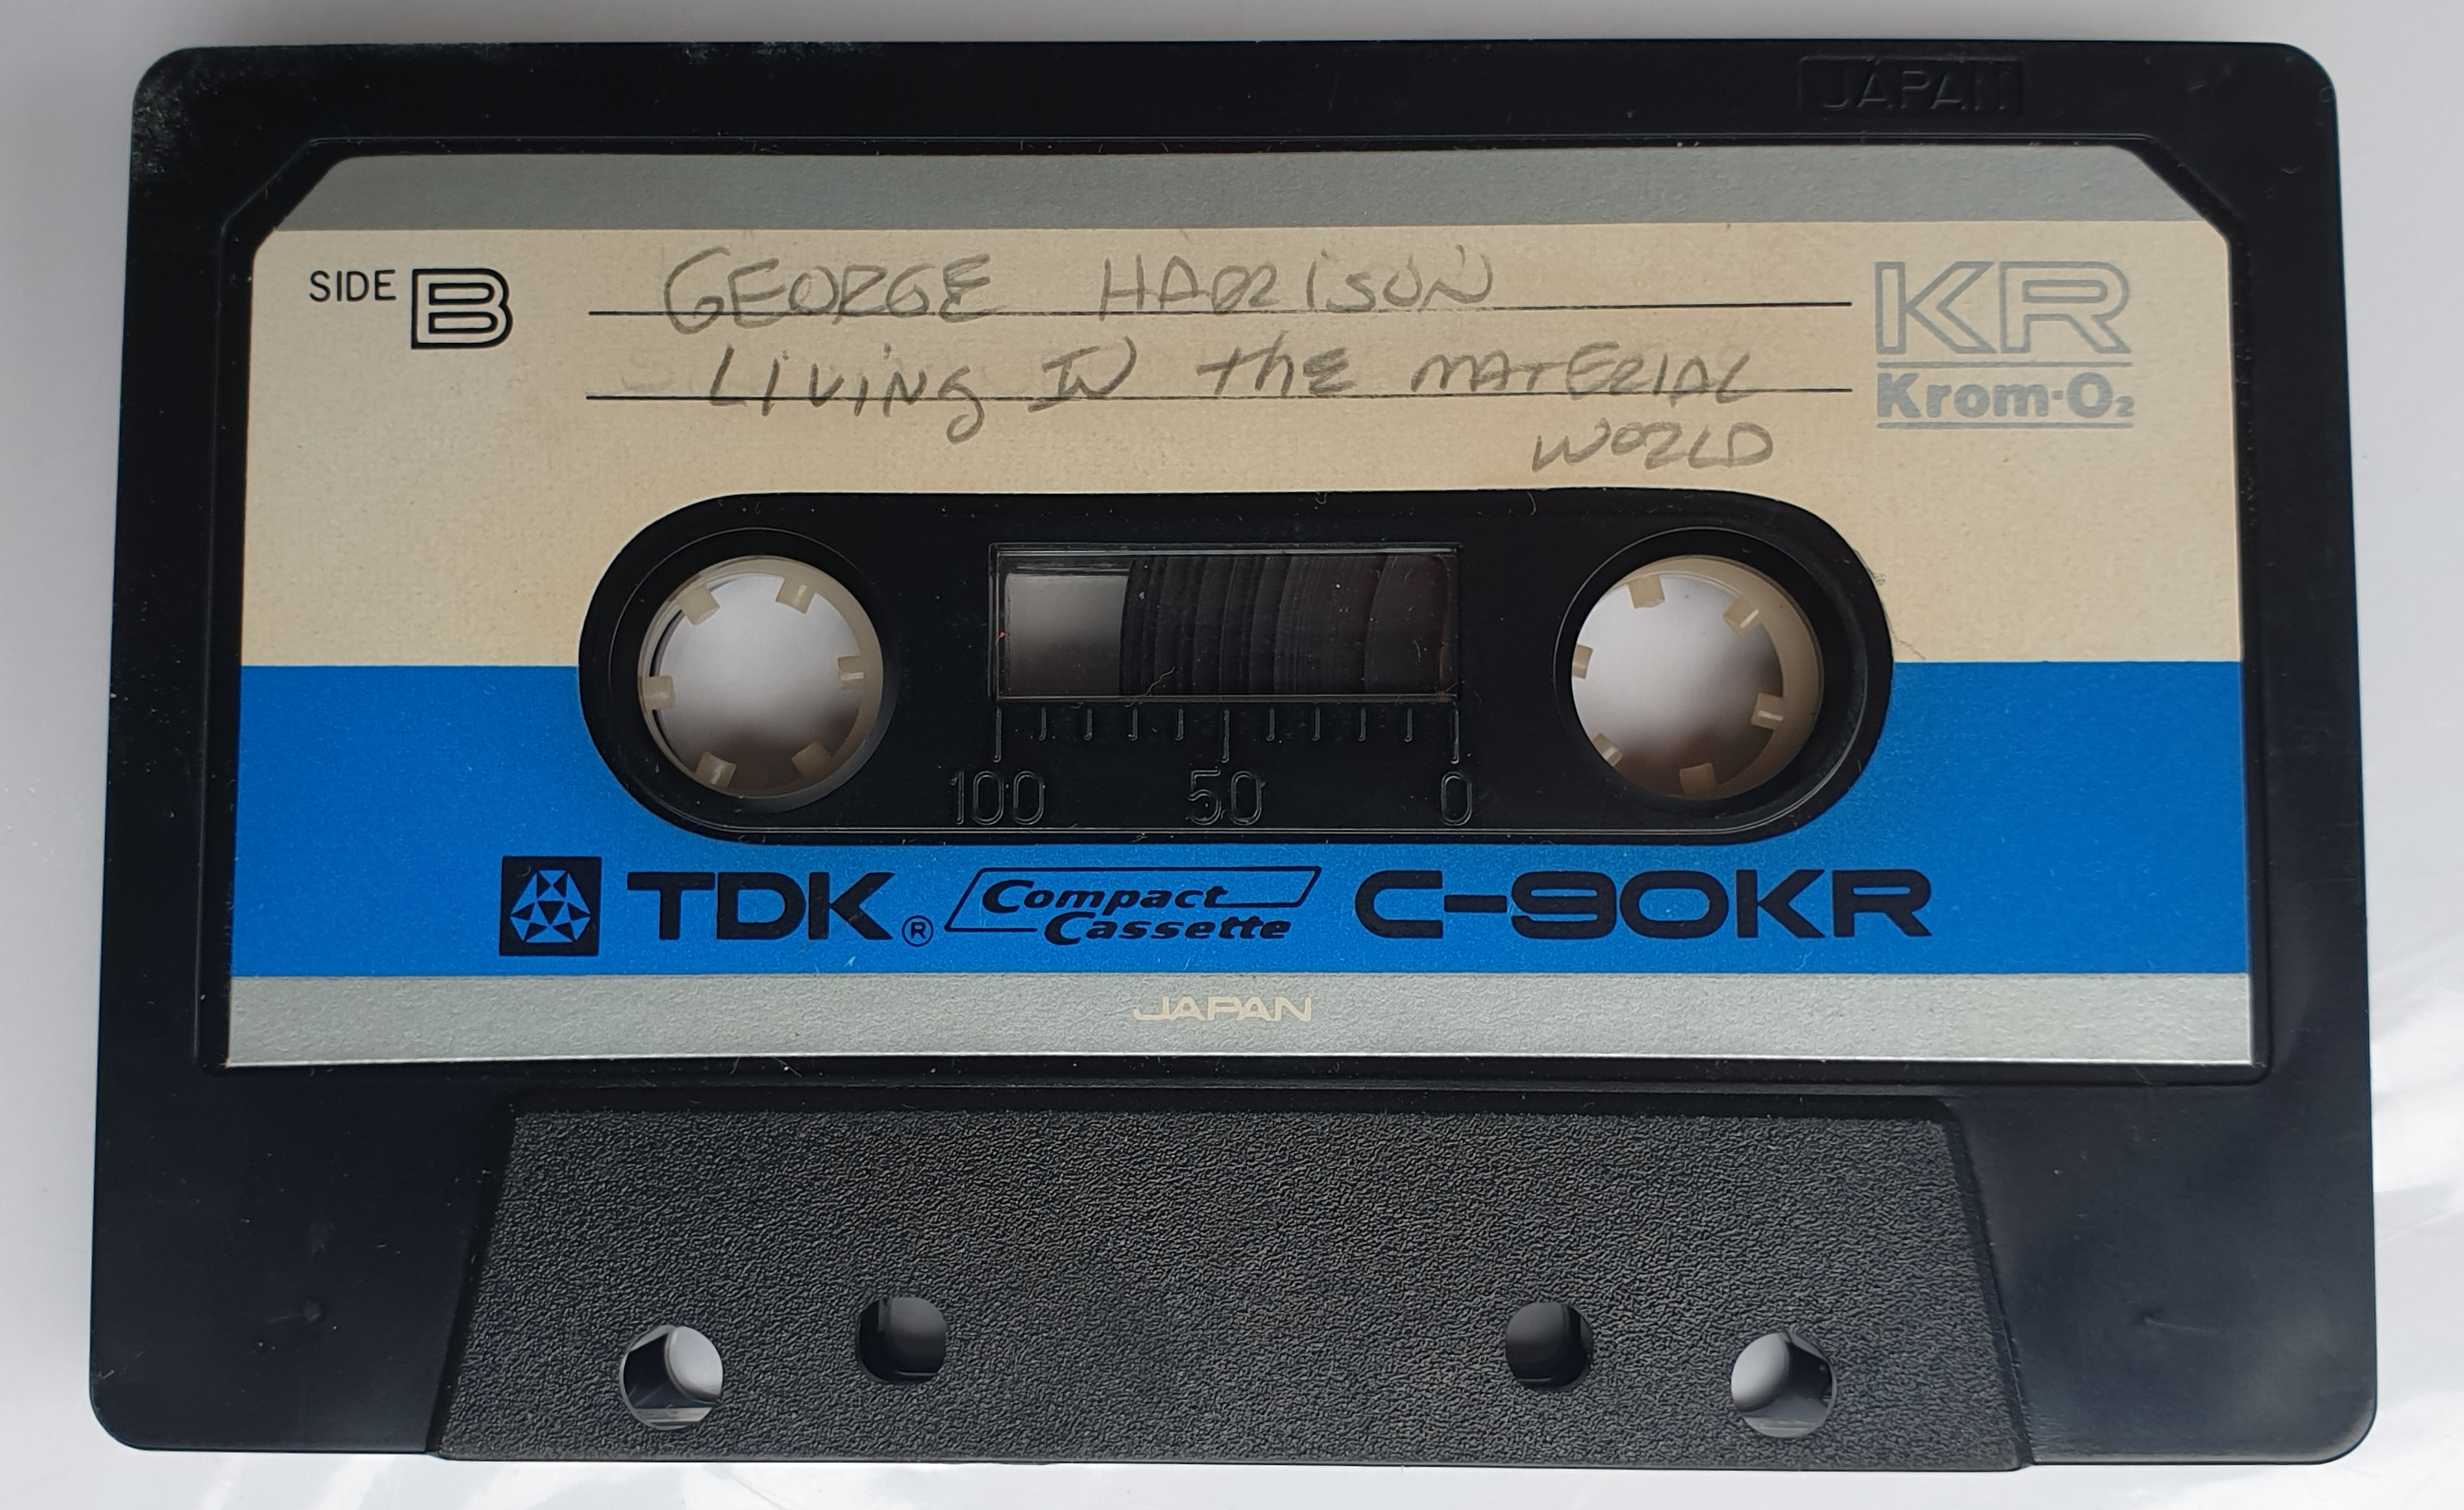 JAPAN
SIDE B
GEORGE HARRISON
LIVING IN the MATERIAL
WORLD
KR
Krom-O₂
100 50 0
TDK® Compact Cassette C-90KR
JAPAN